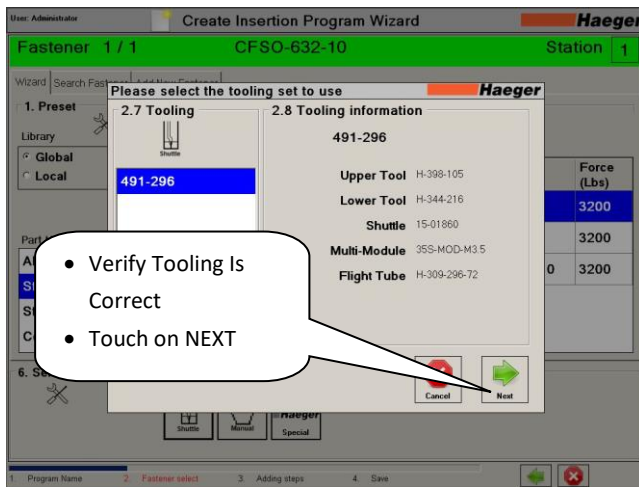 User: Administrator
Create Insertion Program Wizard
Haeger
Fastener 1 / 1
CFSO-632-10
Station 1
Wizard
Search Fastener
Add New Fastener
Please select the tooling set to use
Haeger
1. Preset
Library
Global
Local
2.7 Tooling
Shuttle
491-296
2.8 Tooling information
491-296
Upper Tool H-398-105
Lower Tool H-344-216
Shuttle 15-01860
Multi-Module 35S-MOD-M3.5
Flight Tube H-309-296-72
Force
(Lbs)
3200
3200
0 3200
• Verify Tooling Is
Correct
• Touch on NEXT
Cancel
Next
Shuttle
Manual
Haeger
Special
1. Program Name
2. Fastener select
3. Adding steps
4. Save